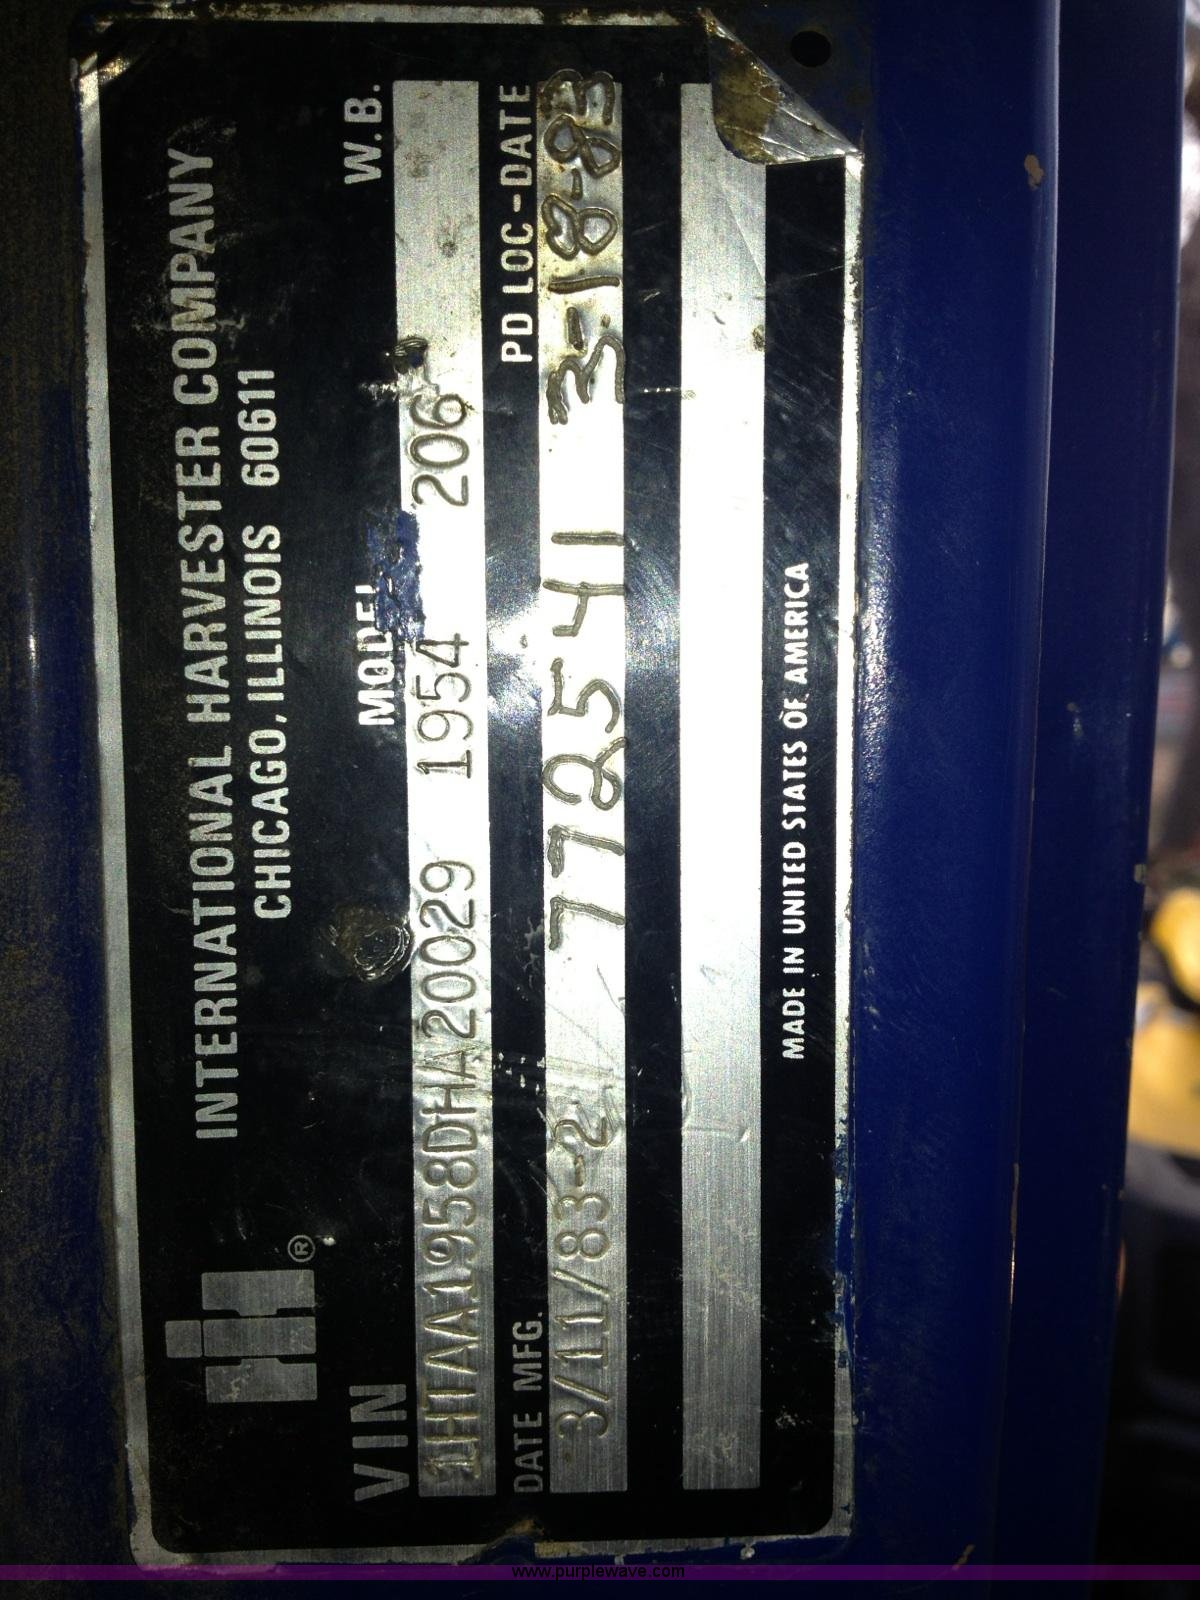 INTERNATIONAL HARVESTER COMPANY
CHICAGO, ILLINOIS 60611
VIN MODEL W.B.
1HTAA1958DHA20029 1954 206
DATE MFG. PD LOC-DATE
3/11/83-2 772541 3-18-83
MADE IN UNITED STATES OF AMERICA
®
www.purplewave.com